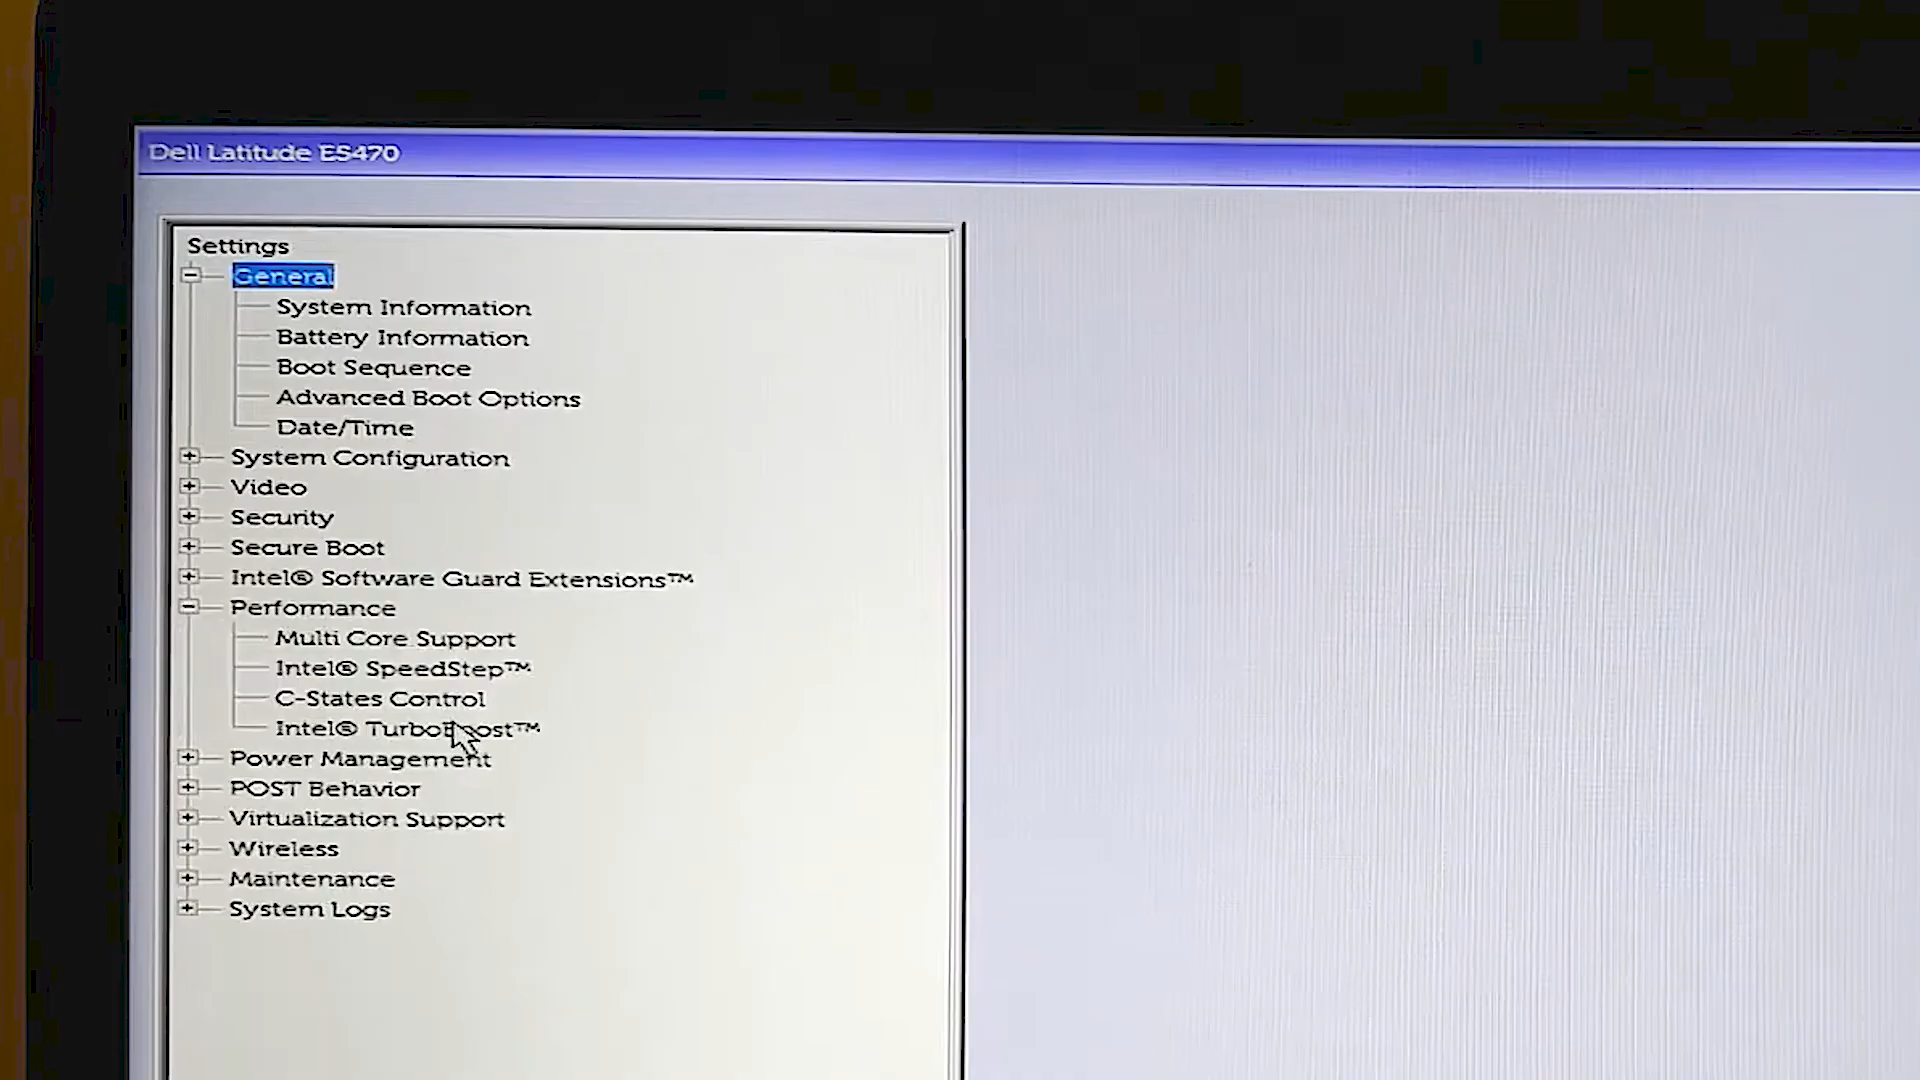 Dell Latitude E5470
Settings
General
System Information
Battery Information
Boot Sequence
Advanced Boot Options
Date/Time
System Configuration
Video
Security
Secure Boot
Intel® Software Guard Extensions™
Performance
Multi Core Support
Intel® SpeedStep™
C-States Control
Intel® TurboBoost™
Power Management
POST Behavior
Virtualization Support
Wireless
Maintenance
System Logs